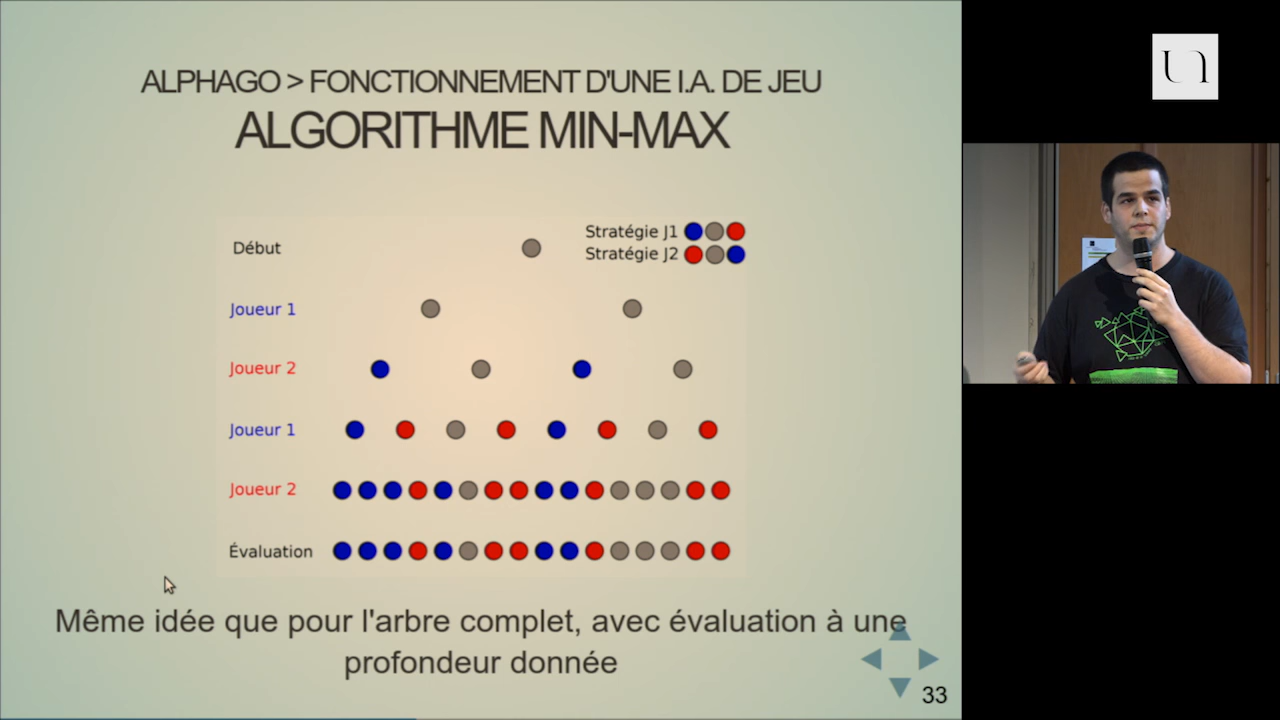 ALPHAGO > FONCTIONNEMENT D'UNE I.A. DE JEU
ALGORITHME MIN-MAX
Début
Stratégie J1
Stratégie J2
Joueur 1
Joueur 2
Joueur 1
Joueur 2
Évaluation
Même idée que pour l'arbre complet, avec évaluation à une
profondeur donnée
33